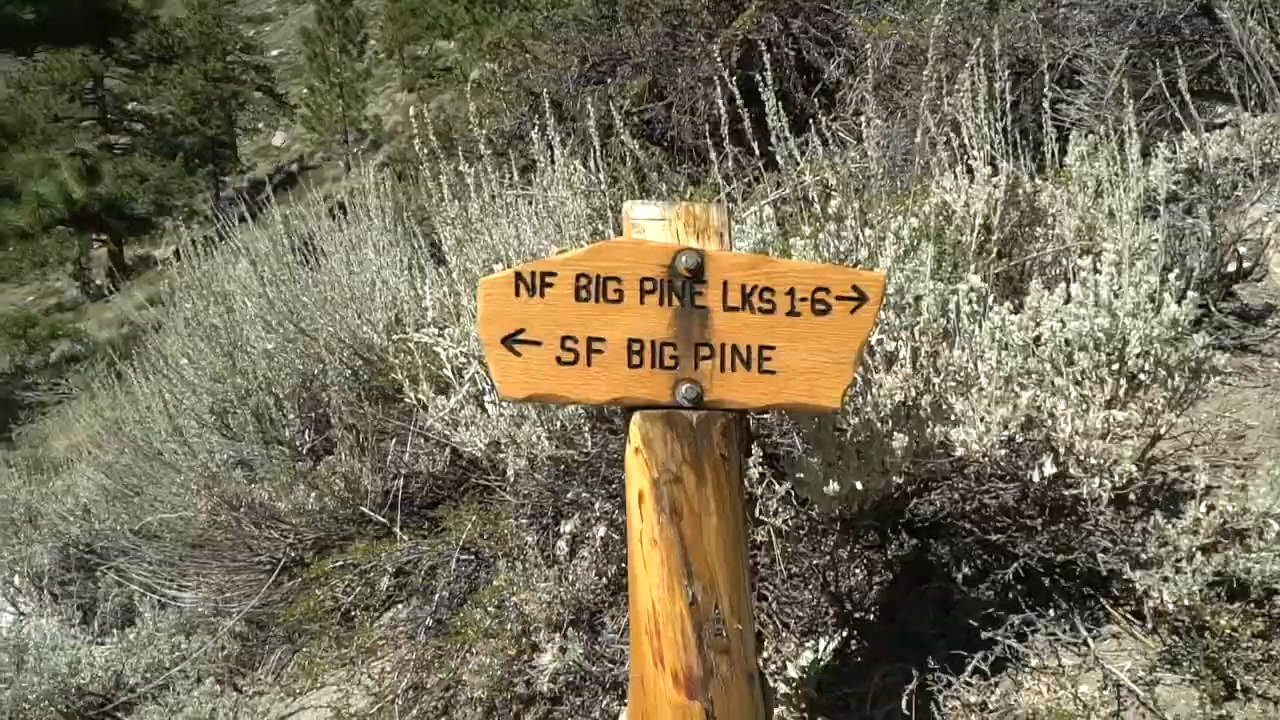 NF BIG PINE LKS 1-6→
← SF BIG PINE